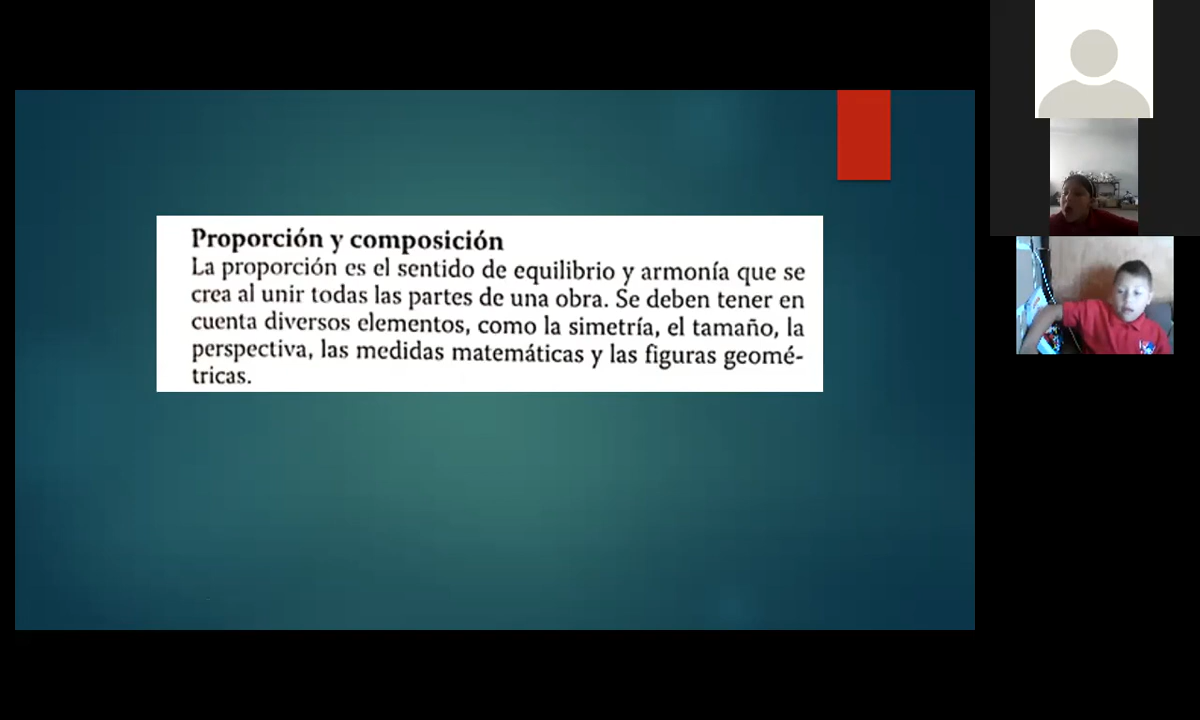 Proporción y composición
La proporción es el sentido de equilibrio y armonía que se
crea al unir todas las partes de una obra. Se deben tener en
cuenta diversos elementos, como la simetría, el tamaño, la
perspectiva, las medidas matemáticas y las figuras geomé-
tricas.